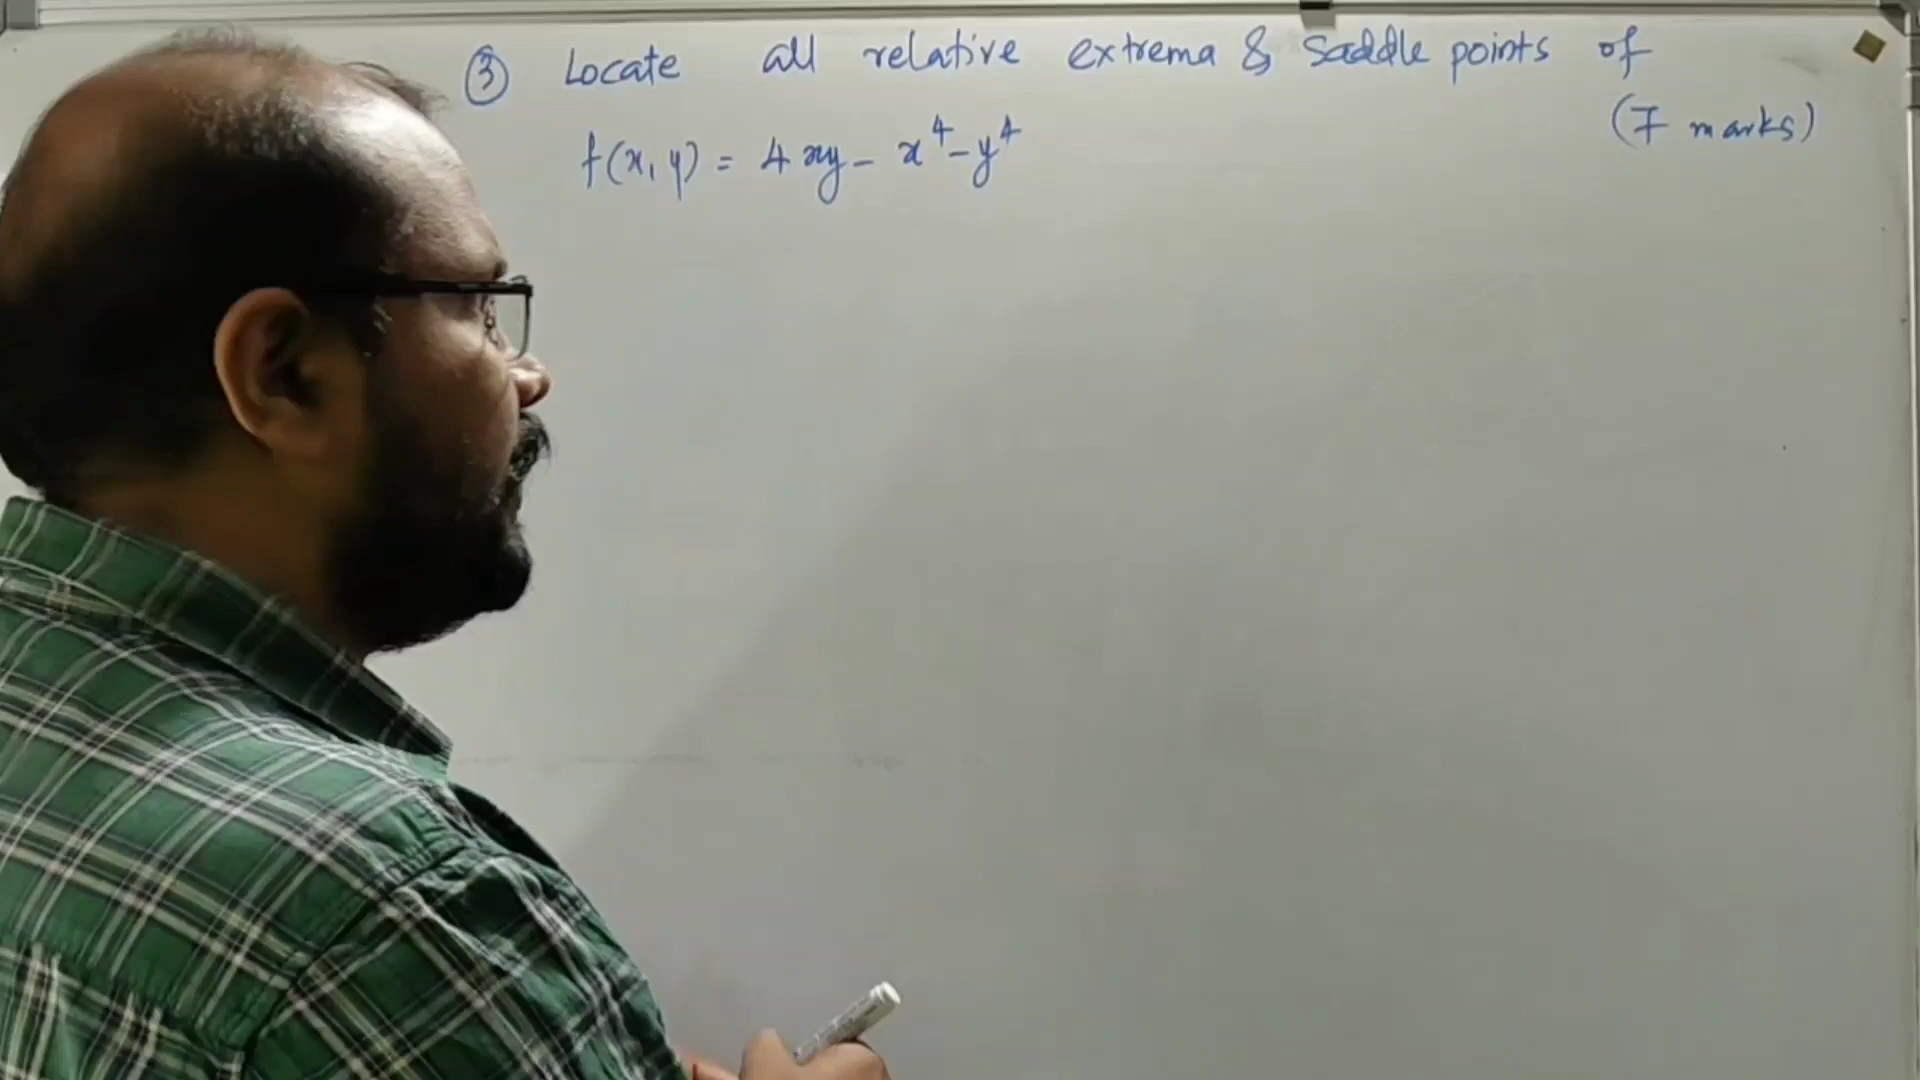 ③ Locate all relative extrema & Saddle points of
(7 marks)
f(x, y) = 4xy - x⁴ - y⁴